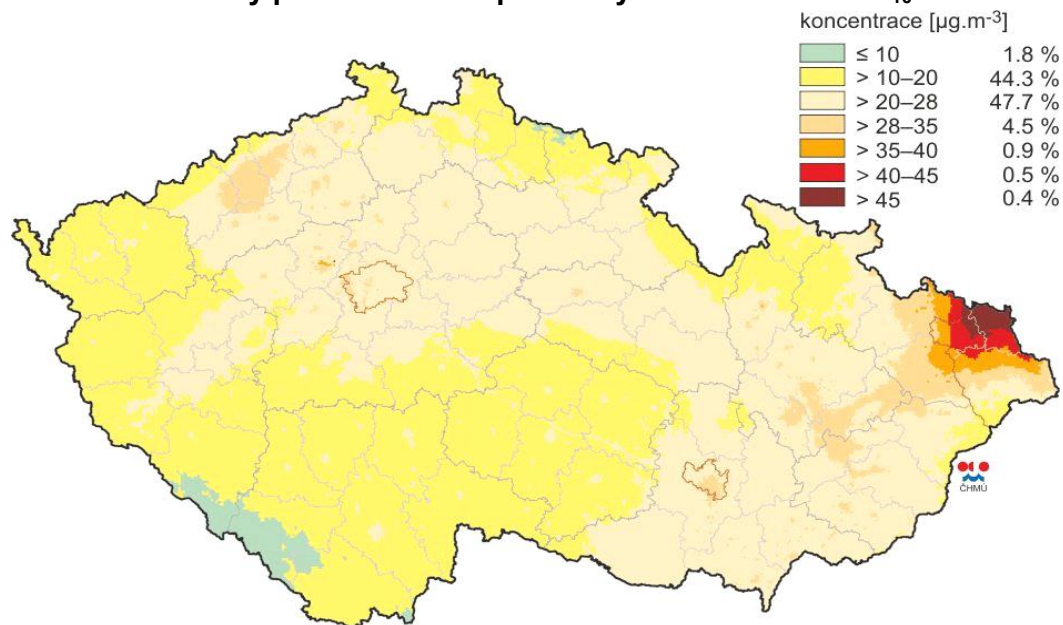 koncentrace [µg.m-3]
≤ 10 1.8 %
> 10–20 44.3 %
> 20–28 47.7 %
> 28–35 4.5 %
> 35–40 0.9 %
> 40–45 0.5 %
> 45 0.4 %
ČHMÚ